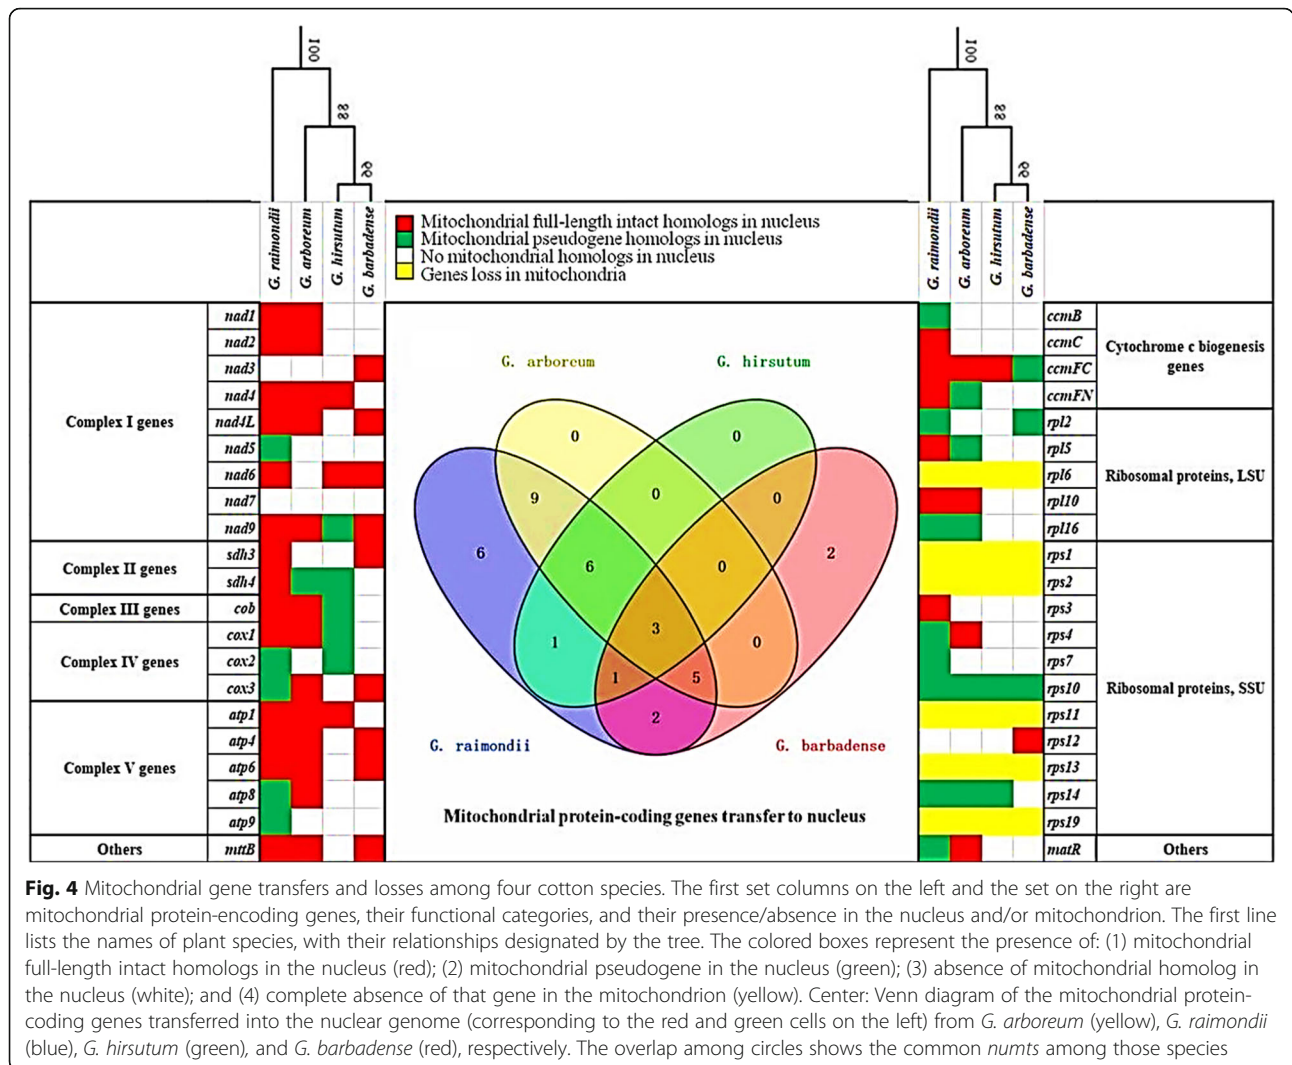 100
88
99
100
88
99
G. raimondii
G. arboreum
G. hirsutum
G. barbadense
Mitochondrial full-length intact homologs in nucleus
Mitochondrial pseudogene homologs in nucleus
No mitochondrial homologs in nucleus
Genes loss in mitochondria
G. raimondii
G. arboreum
G. hirsutum
G. barbadense
Complex I genes
nad1
nad2
nad3
nad4
nad4L
nad5
nad6
nad7
nad9
Complex II genes
sdh3
sdh4
Complex III genes
cob
Complex IV genes
cox1
cox2
cox3
Complex V genes
atp1
atp4
atp6
atp8
atp9
Others
mttB
G. arboreum
G. hirsutum
0
0
9
0
0
6
6
0
2
1
3
0
1
5
2
G. raimondii
G. barbadense
Mitochondrial protein-coding genes transfer to nucleus
ccmB
ccmC
ccmFC
ccmFN
Cytochrome c biogenesis
genes
rpl2
rpl5
rpl6
rpl10
rpl16
Ribosomal proteins, LSU
rps1
rps2
rps3
rps4
rps7
rps10
rps11
rps12
rps13
rps14
rps19
Ribosomal proteins, SSU
matR
Others
Fig. 4 Mitochondrial gene transfers and losses among four cotton species. The first set columns on the left and the set on the right are
mitochondrial protein-encoding genes, their functional categories, and their presence/absence in the nucleus and/or mitochondrion. The first line
lists the names of plant species, with their relationships designated by the tree. The colored boxes represent the presence of: (1) mitochondrial
full-length intact homologs in the nucleus (red); (2) mitochondrial pseudogene in the nucleus (green); (3) absence of mitochondrial homolog in
the nucleus (white); and (4) complete absence of that gene in the mitochondrion (yellow). Center: Venn diagram of the mitochondrial protein-
coding genes transferred into the nuclear genome (corresponding to the red and green cells on the left) from G. arboreum (yellow), G. raimondii
(blue), G. hirsutum (green), and G. barbadense (red), respectively. The overlap among circles shows the common numts among those species